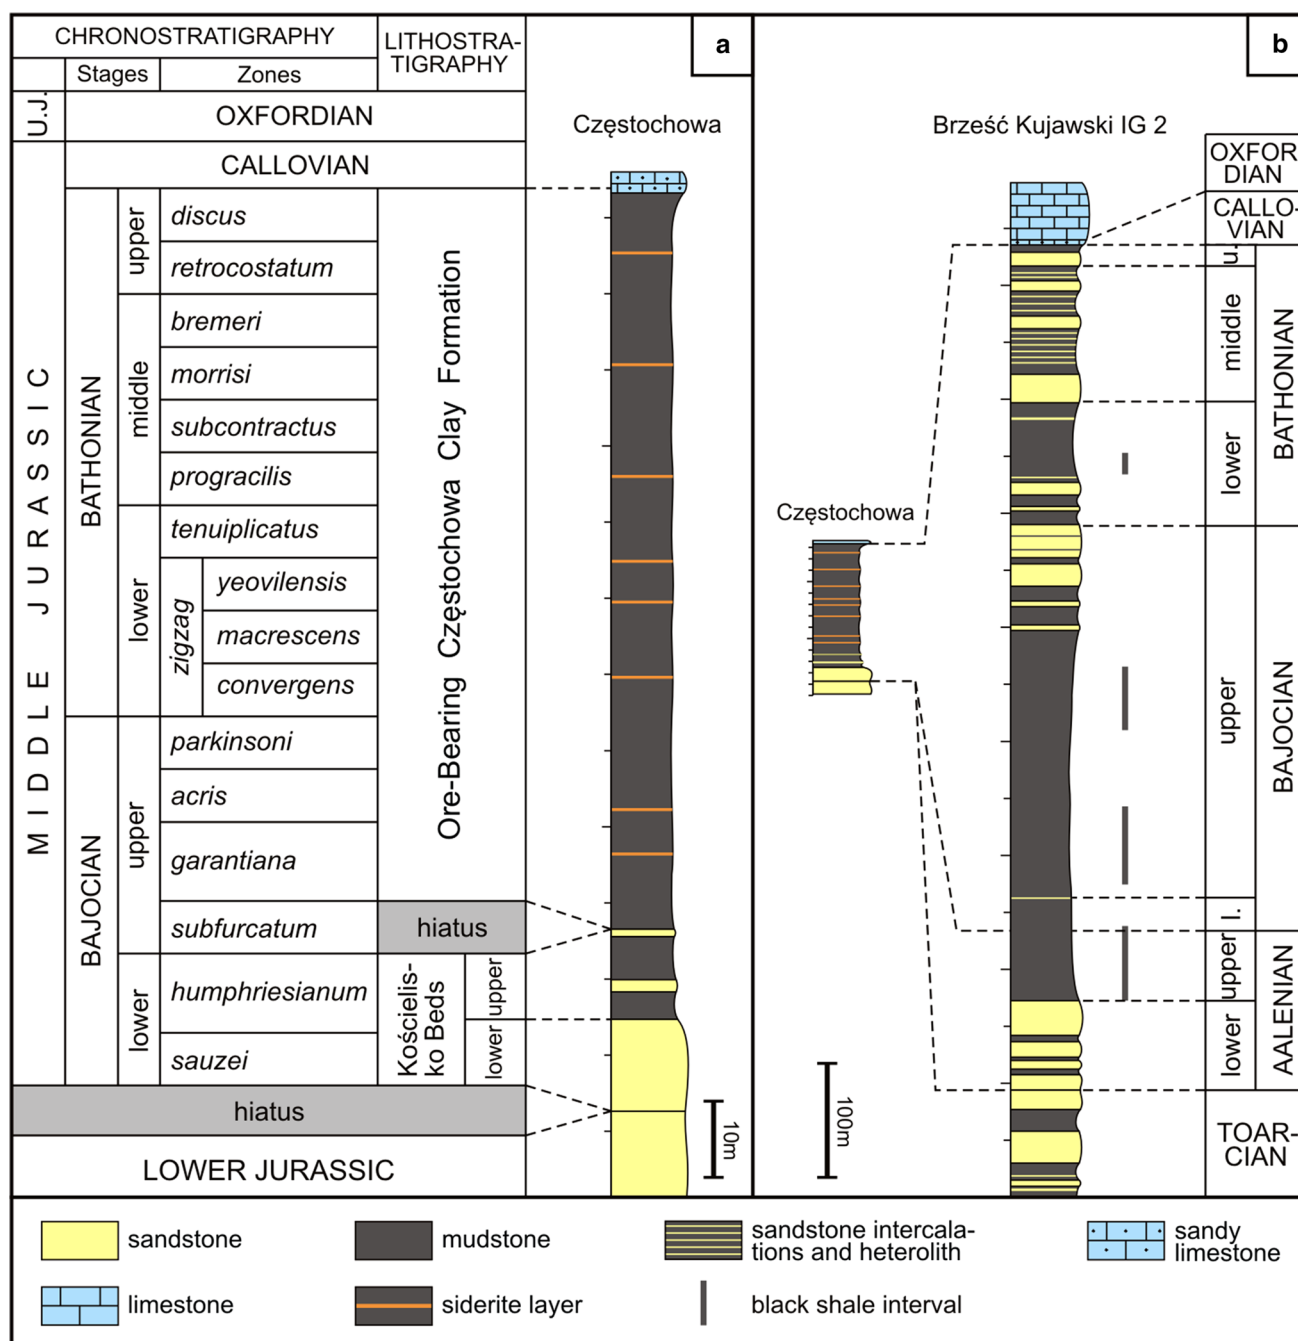 CHRONOSTRATIGRAPHY
LITHOSTRA-
TIGRAPHY
Stages
Zones
U.J.
OXFORDIAN
CALLOVIAN
MIDDLE JURASSIC
BATHONIAN
upper
discus
retrocostatum
middle
bremeri
morrisi
subcontractus
progracilis
lower
tenuiplicatus
zigzag
yeovilensis
macrescens
convergens
BAJOCIAN
upper
parkinsoni
acris
garantiana
subfurcatum
lower
humphriesianum
sauzei
Ore-Bearing Częstochowa Clay Formation
hiatus
Kościelis-
ko Beds
upper
lower
hiatus
LOWER JURASSIC
a
Częstochowa
10m
b
Brześć Kujawski IG 2
Częstochowa
100m
OXFOR
DIAN
CALLO-
VIAN
u.
middle
lower
BATHONIAN
upper
l.
BAJOCIAN
upper
lower
AALENIAN
TOAR-
CIAN
sandstone
mudstone
sandstone intercala-
tions and heterolith
sandy
limestone
limestone
siderite layer
black shale interval